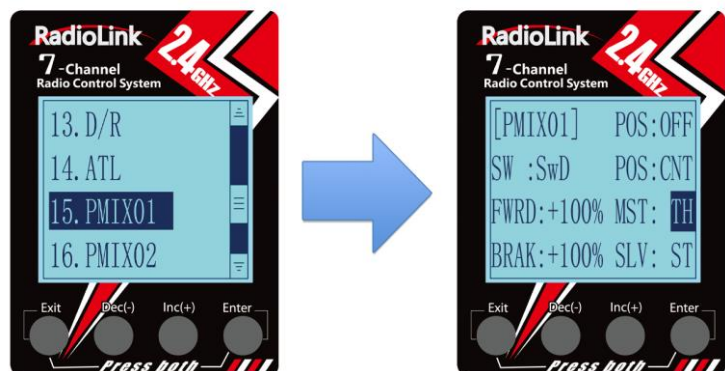 RadioLink
2.4GHz
7-Channel
Radio Control System
13. D/R
14. ATL
15. PMIX01
16. PMIX02
Exit Dec(-) Inc(+) Enter
Press both
RadioLink
2.4GHz
7-Channel
Radio Control System
[PMIX01] POS:OFF
SW :SwD POS:CNT
FWRD:+100% MST: TH
BRAK:+100% SLV: ST
Exit Dec(-) Inc(+) Enter
Press both